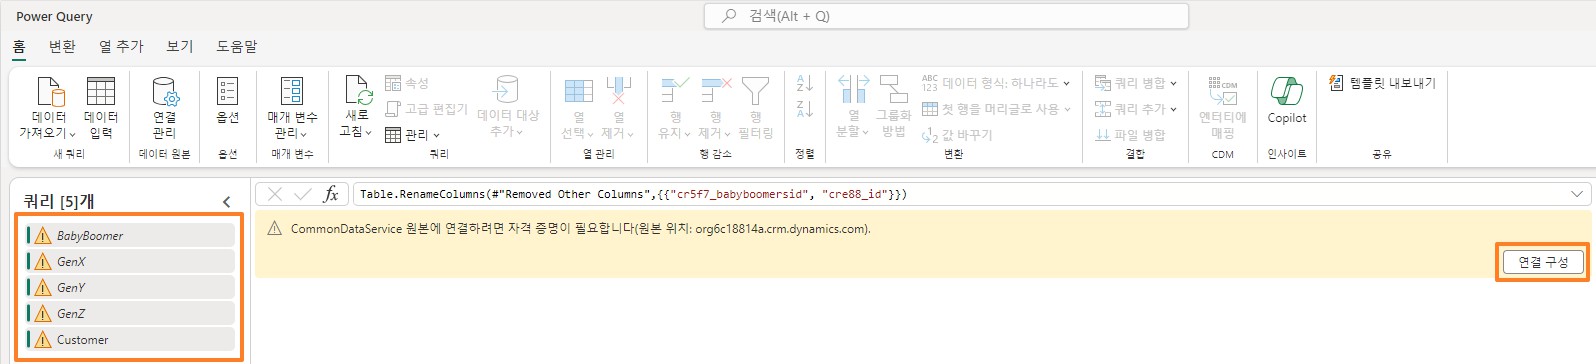 Power Query
검색(Alt + Q)
홈 변환 열 추가 보기 도움말
데이터 가져오기
데이터 입력
새 쿼리
연결 관리
데이터 원본
옵션
옵션
매개 변수 관리
매개 변수
새로 고침
속성
고급 편집기
관리
데이터 대상 추가
쿼리
열 선택
열 제거
열 관리
행 유지
행 제거
행 필터링
행 감소
A
Z
Z
A
정렬
열 분할
그룹화 방법
ABC
123
데이터 형식: 하나라도
첫 행을 머리글로 사용
1
2
값 바꾸기
변환
쿼리 병합
쿼리 추가
파일 병합
결합
CDM
엔터티에 매핑
CDM
Copilot
인사이트
템플릿 내보내기
공유
쿼리 [5]개
BabyBoomer
GenX
GenY
GenZ
Customer
fx
Table.RenameColumns(#"Removed Other Columns",{{"cr5f7_babyboomersid", "cre88_id"}})
CommonDataService 원본에 연결하려면 자격 증명이 필요합니다(원본 위치: org6c18814a.crm.dynamics.com).
연결 구성